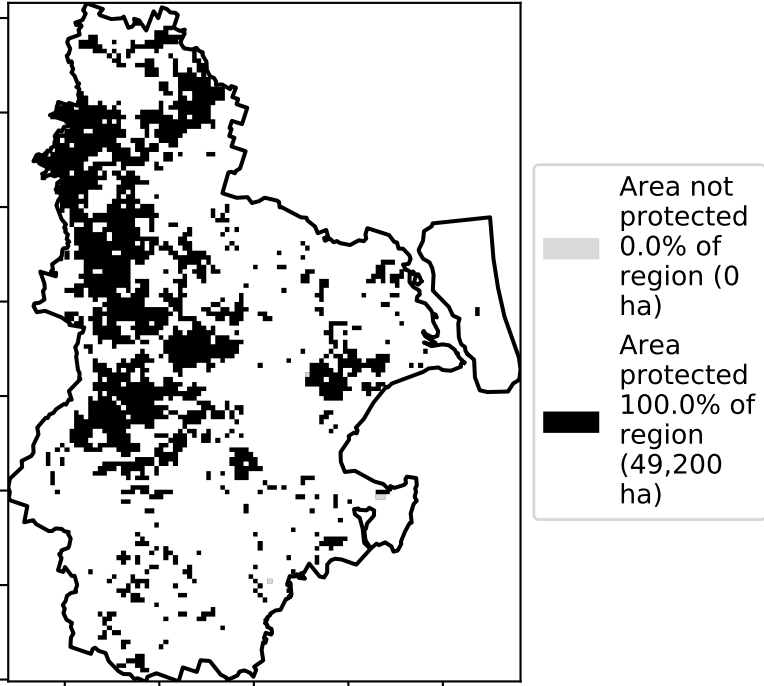 Area not
protected
0.0% of
region (0
ha)
Area
protected
100.0% of
region
(49,200
ha)